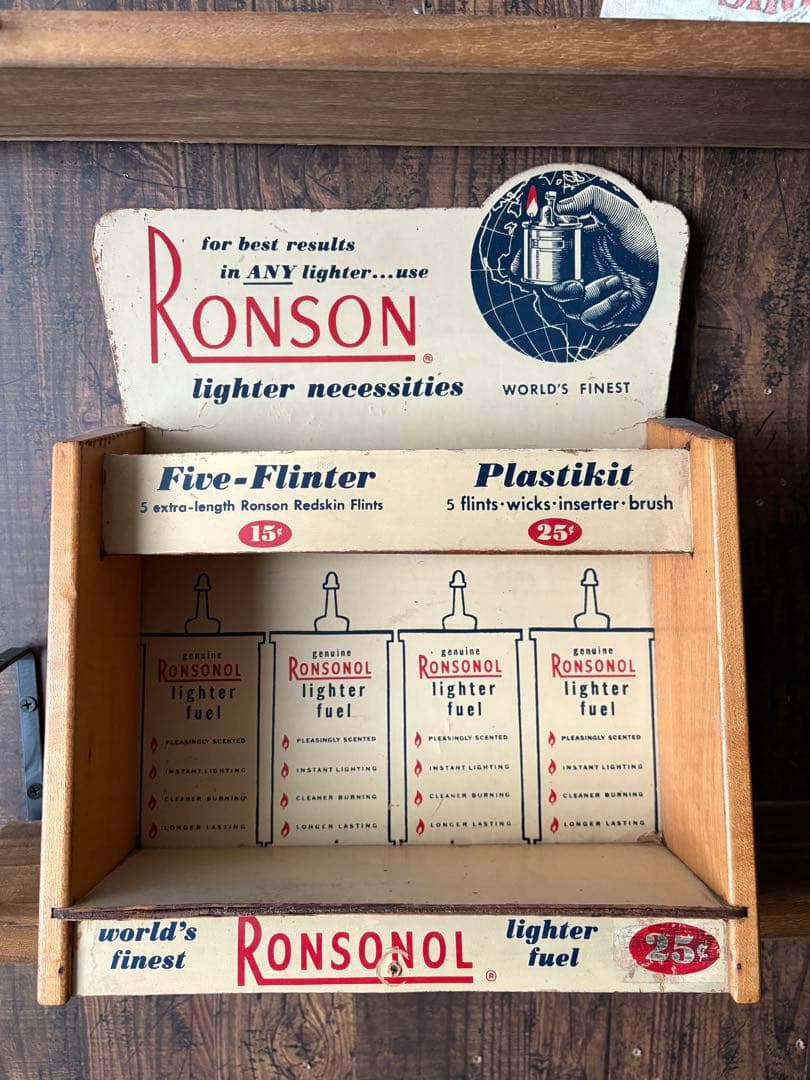 for best results
in ANY lighter...use
RONSON ®
lighter necessities
WORLD'S FINEST
Five-Flinter
5 extra-length Ronson Redskin Flints
15¢
Plastikit
5 flints·wicks·inserter·brush
25¢
genuine
RONSONOL
lighter
fuel
PLEASINGLY SCENTED
INSTANT LIGHTING
CLEANER BURNING
LONGER LASTING
genuine
RONSONOL
lighter
fuel
PLEASINGLY SCENTED
INSTANT LIGHTING
CLEANER BURNING
LONGER LASTING
genuine
RONSONOL
lighter
fuel
PLEASINGLY SCENTED
INSTANT LIGHTING
CLEANER BURNING
LONGER LASTING
genuine
RONSONOL
lighter
fuel
PLEASINGLY SCENTED
INSTANT LIGHTING
CLEANER BURNING
LONGER LASTING
world's
finest
RONSONOL ®
lighter
fuel
25¢